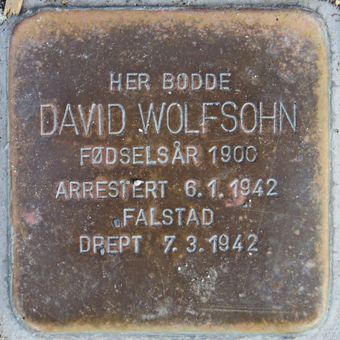 HER BODDE
DAVID WOLFSOHN
FØDSELSÅR 1900
ARRESTERT 6.1.1942
FALSTAD
DREPT 7.3.1942